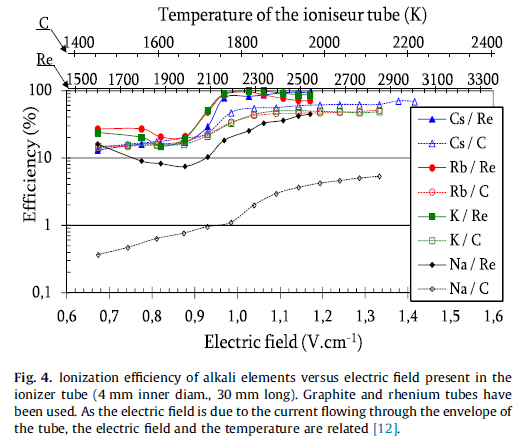 Temperature of the ioniseur tube (K)
C
1400 1600 1800 2000 2200 2400
Re
1500 1700 1900 2100 2300 2500 2700 2900 3100 3300
Efficiency (%)
100
10
1
0,1
Cs / Re
Cs / C
Rb / Re
Rb / C
K / Re
K / C
Na / Re
Na / C
0,6 0,7 0,8 0,9 1,0 1,1 1,2 1,3 1,4 1,5 1,6
Electric field (V.cm-1)
Fig. 4. Ionization efficiency of alkali elements versus electric field present in the
ionizer tube (4 mm inner diam., 30 mm long). Graphite and rhenium tubes have
been used. As the electric field is due to the current flowing through the envelope of
the tube, the electric field and the temperature are related [12].